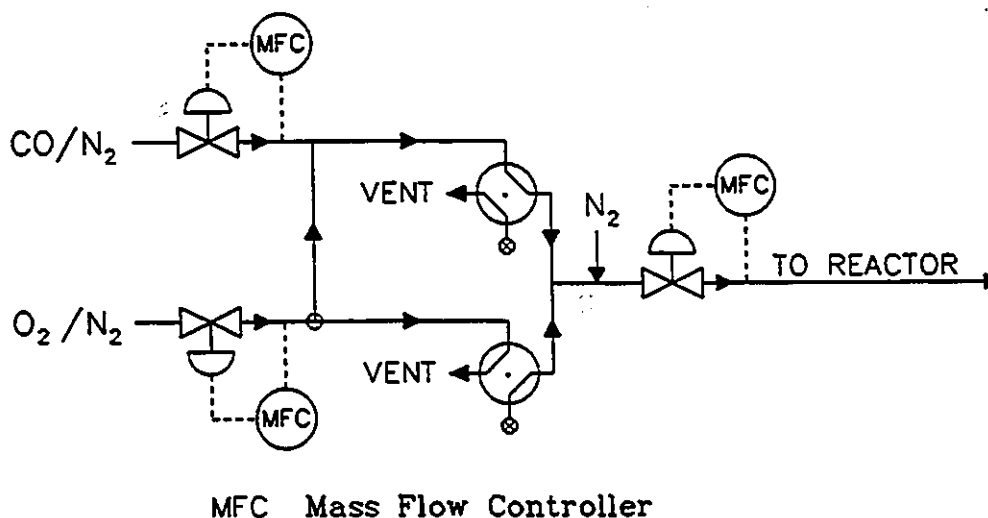 MFC
CO/N₂
VENT
MFC
N₂
TO REACTOR
O₂/N₂
VENT
MFC
MFC Mass Flow Controller